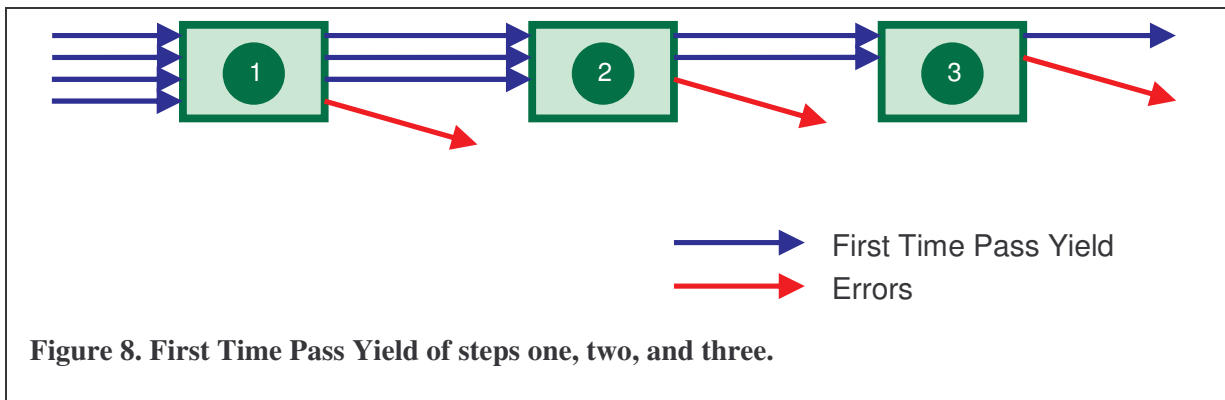 1
2
3
First Time Pass Yield
Errors
Figure 8. First Time Pass Yield of steps one, two, and three.